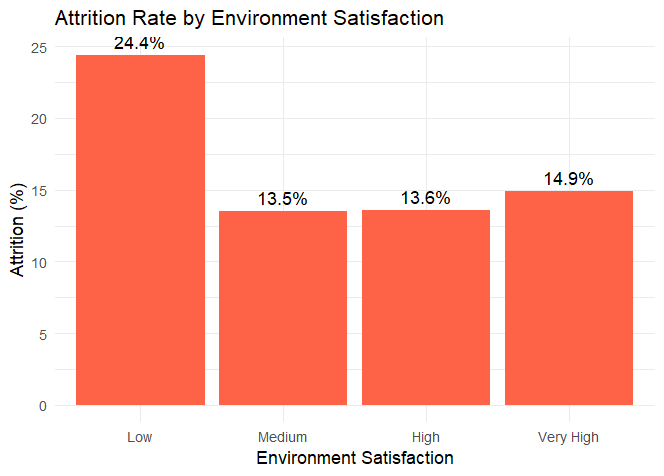 Attrition Rate by Environment Satisfaction
Attrition (%)
25
20
15
10
5
0
24.4%
13.5%
13.6%
14.9%
Low
Medium
High
Very High
Environment Satisfaction